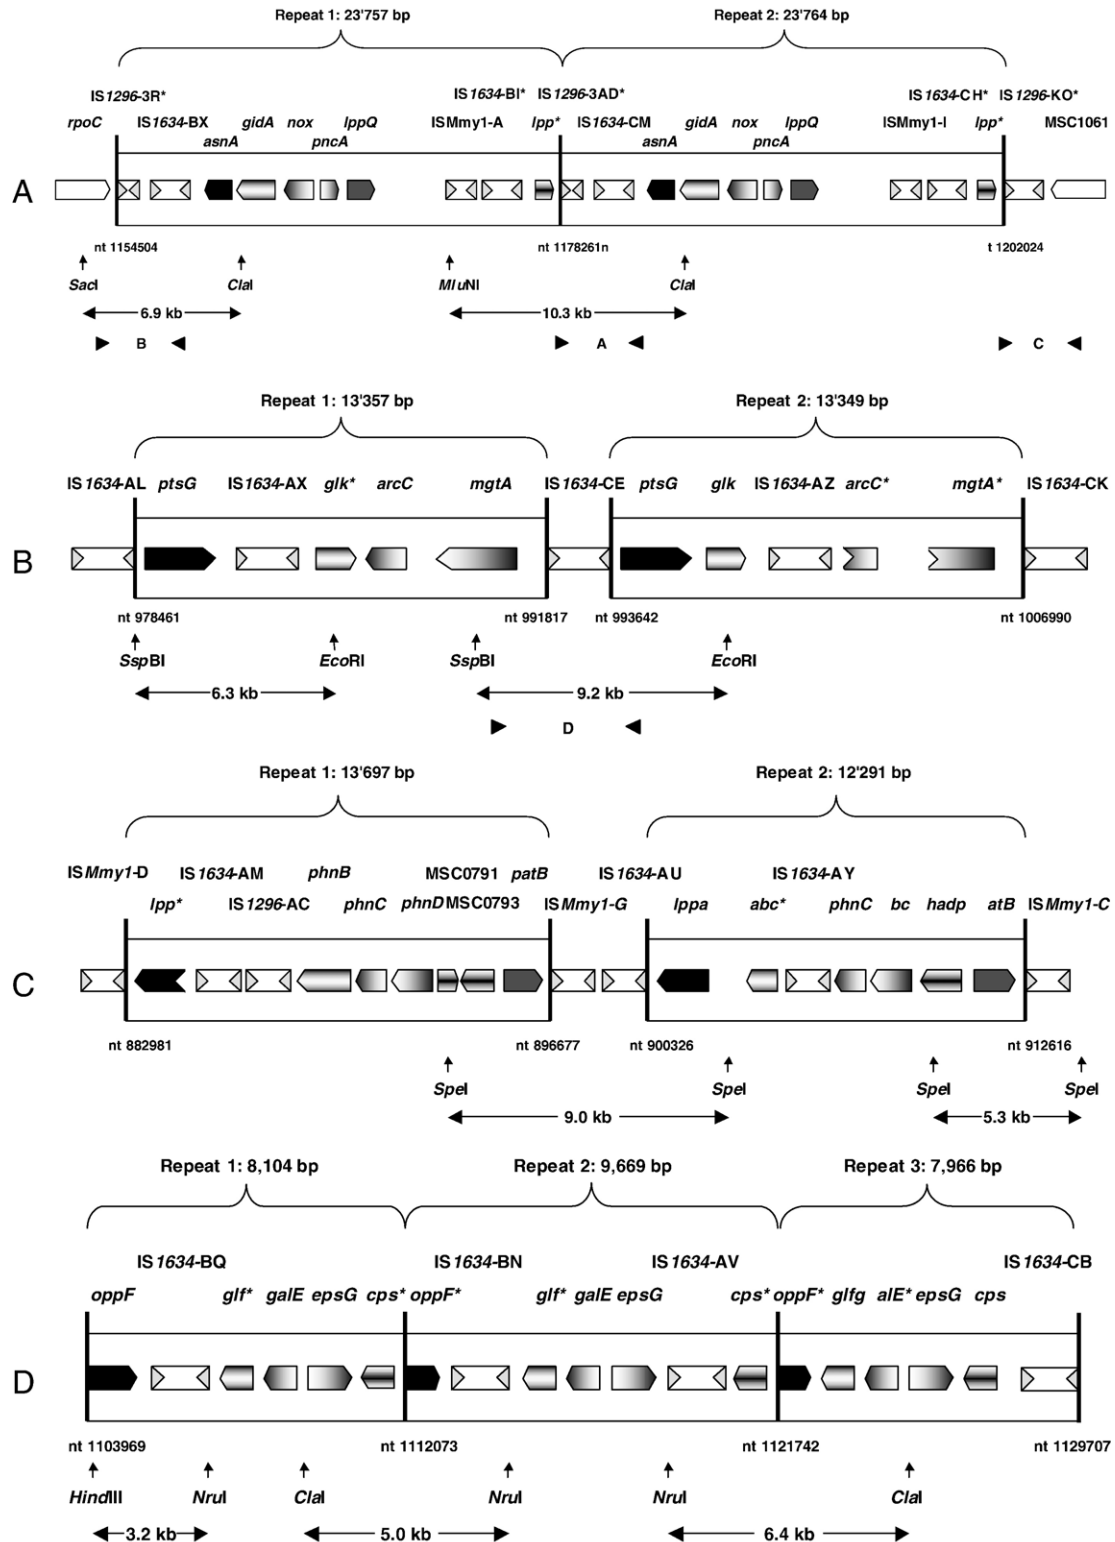 Repeat 1: 23'757 bp Repeat 2: 23'764 bp
IS1634-BI* IS1296-3AD* IS1634-CH* IS1296-KO*
IS1296-3R*
rpoC IS1634-BX gidA nox lppQ ISMmy1-A lpp* IS1634-CM gidA nox lppQ ISMmy1-I lpp* MSC1061
asnA pncA asnA pncA
A
nt 1154504 nt 1178261n t 1202024
SacI ClaI MluNI ClaI
6.9 kb 10.3 kb
B A C
Repeat 1: 13'357 bp Repeat 2: 13'349 bp
IS1634-AL ptsG IS1634-AX glk* arcC mgtA IS1634-CE ptsG glk IS1634-AZ arcC* mgtA* IS1634-CK
B
nt 978461 nt 991817 nt 993642 nt 1006990
SspBI EcoRI SspBI EcoRI
6.3 kb 9.2 kb
D
Repeat 1: 13'697 bp Repeat 2: 12'291 bp
ISMmy1-D IS1634-AM phnB MSC0791 patB IS1634-AU IS1634-AY
lpp* IS1296-AC phnC phnD MSC0793 ISMmy1-G lppa abc* phnC bc hadp atB ISMmy1-C
C
nt 882981 nt 896677 nt 900326 nt 912616
SpeI SpeI SpeI SpeI
9.0 kb 5.3 kb
Repeat 1: 8,104 bp Repeat 2: 9,669 bp Repeat 3: 7,966 bp
IS1634-BQ IS1634-BN IS1634-AV IS1634-CB
oppF glf* galE epsG cps* oppF* glf* galE epsG cps* oppF* glfg alE* epsG cps
D
nt 1103969 nt 1112073 nt 1121742 nt 1129707
HindIII NruI ClaI NruI NruI ClaI
3.2 kb 5.0 kb 6.4 kb